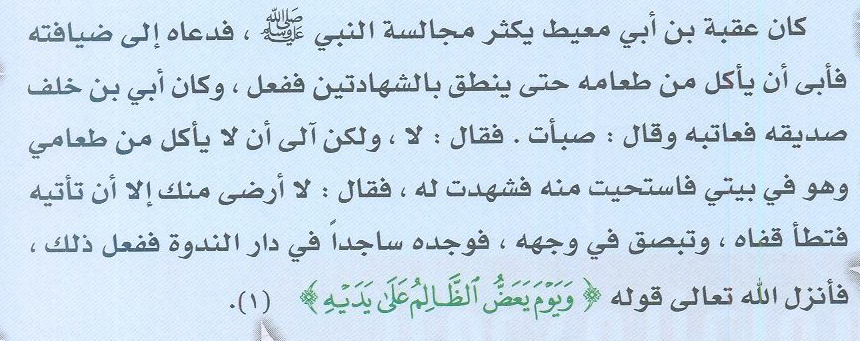 كان عقبة بن أبي معيط يكثر مجالسة النبي ﷺ ، فدعاه إلى ضيافته
فأبى أن يأكل من طعامه حتى ينطق بالشهادتين ففعل ، وكان أبي بن خلف
صديقه فعاتبه وقال : صبأت . فقال : لا ، ولكن آلى أن لا يأكل من طعامي
وهو في بيتي فاستحيت منه فشهدت له ، فقال : لا أرضى منك إلا أن تأتيه
فتطأ قفاه ، وتبصق في وجهه ، فوجده ساجداً في دار الندوة ففعل ذلك ،
فأنزل الله تعالى قوله ﴿ وَيَوْمَ يَعَضُّ ٱلظَّالِمُ عَلَىٰ يَدَيْهِ ﴾ (١).